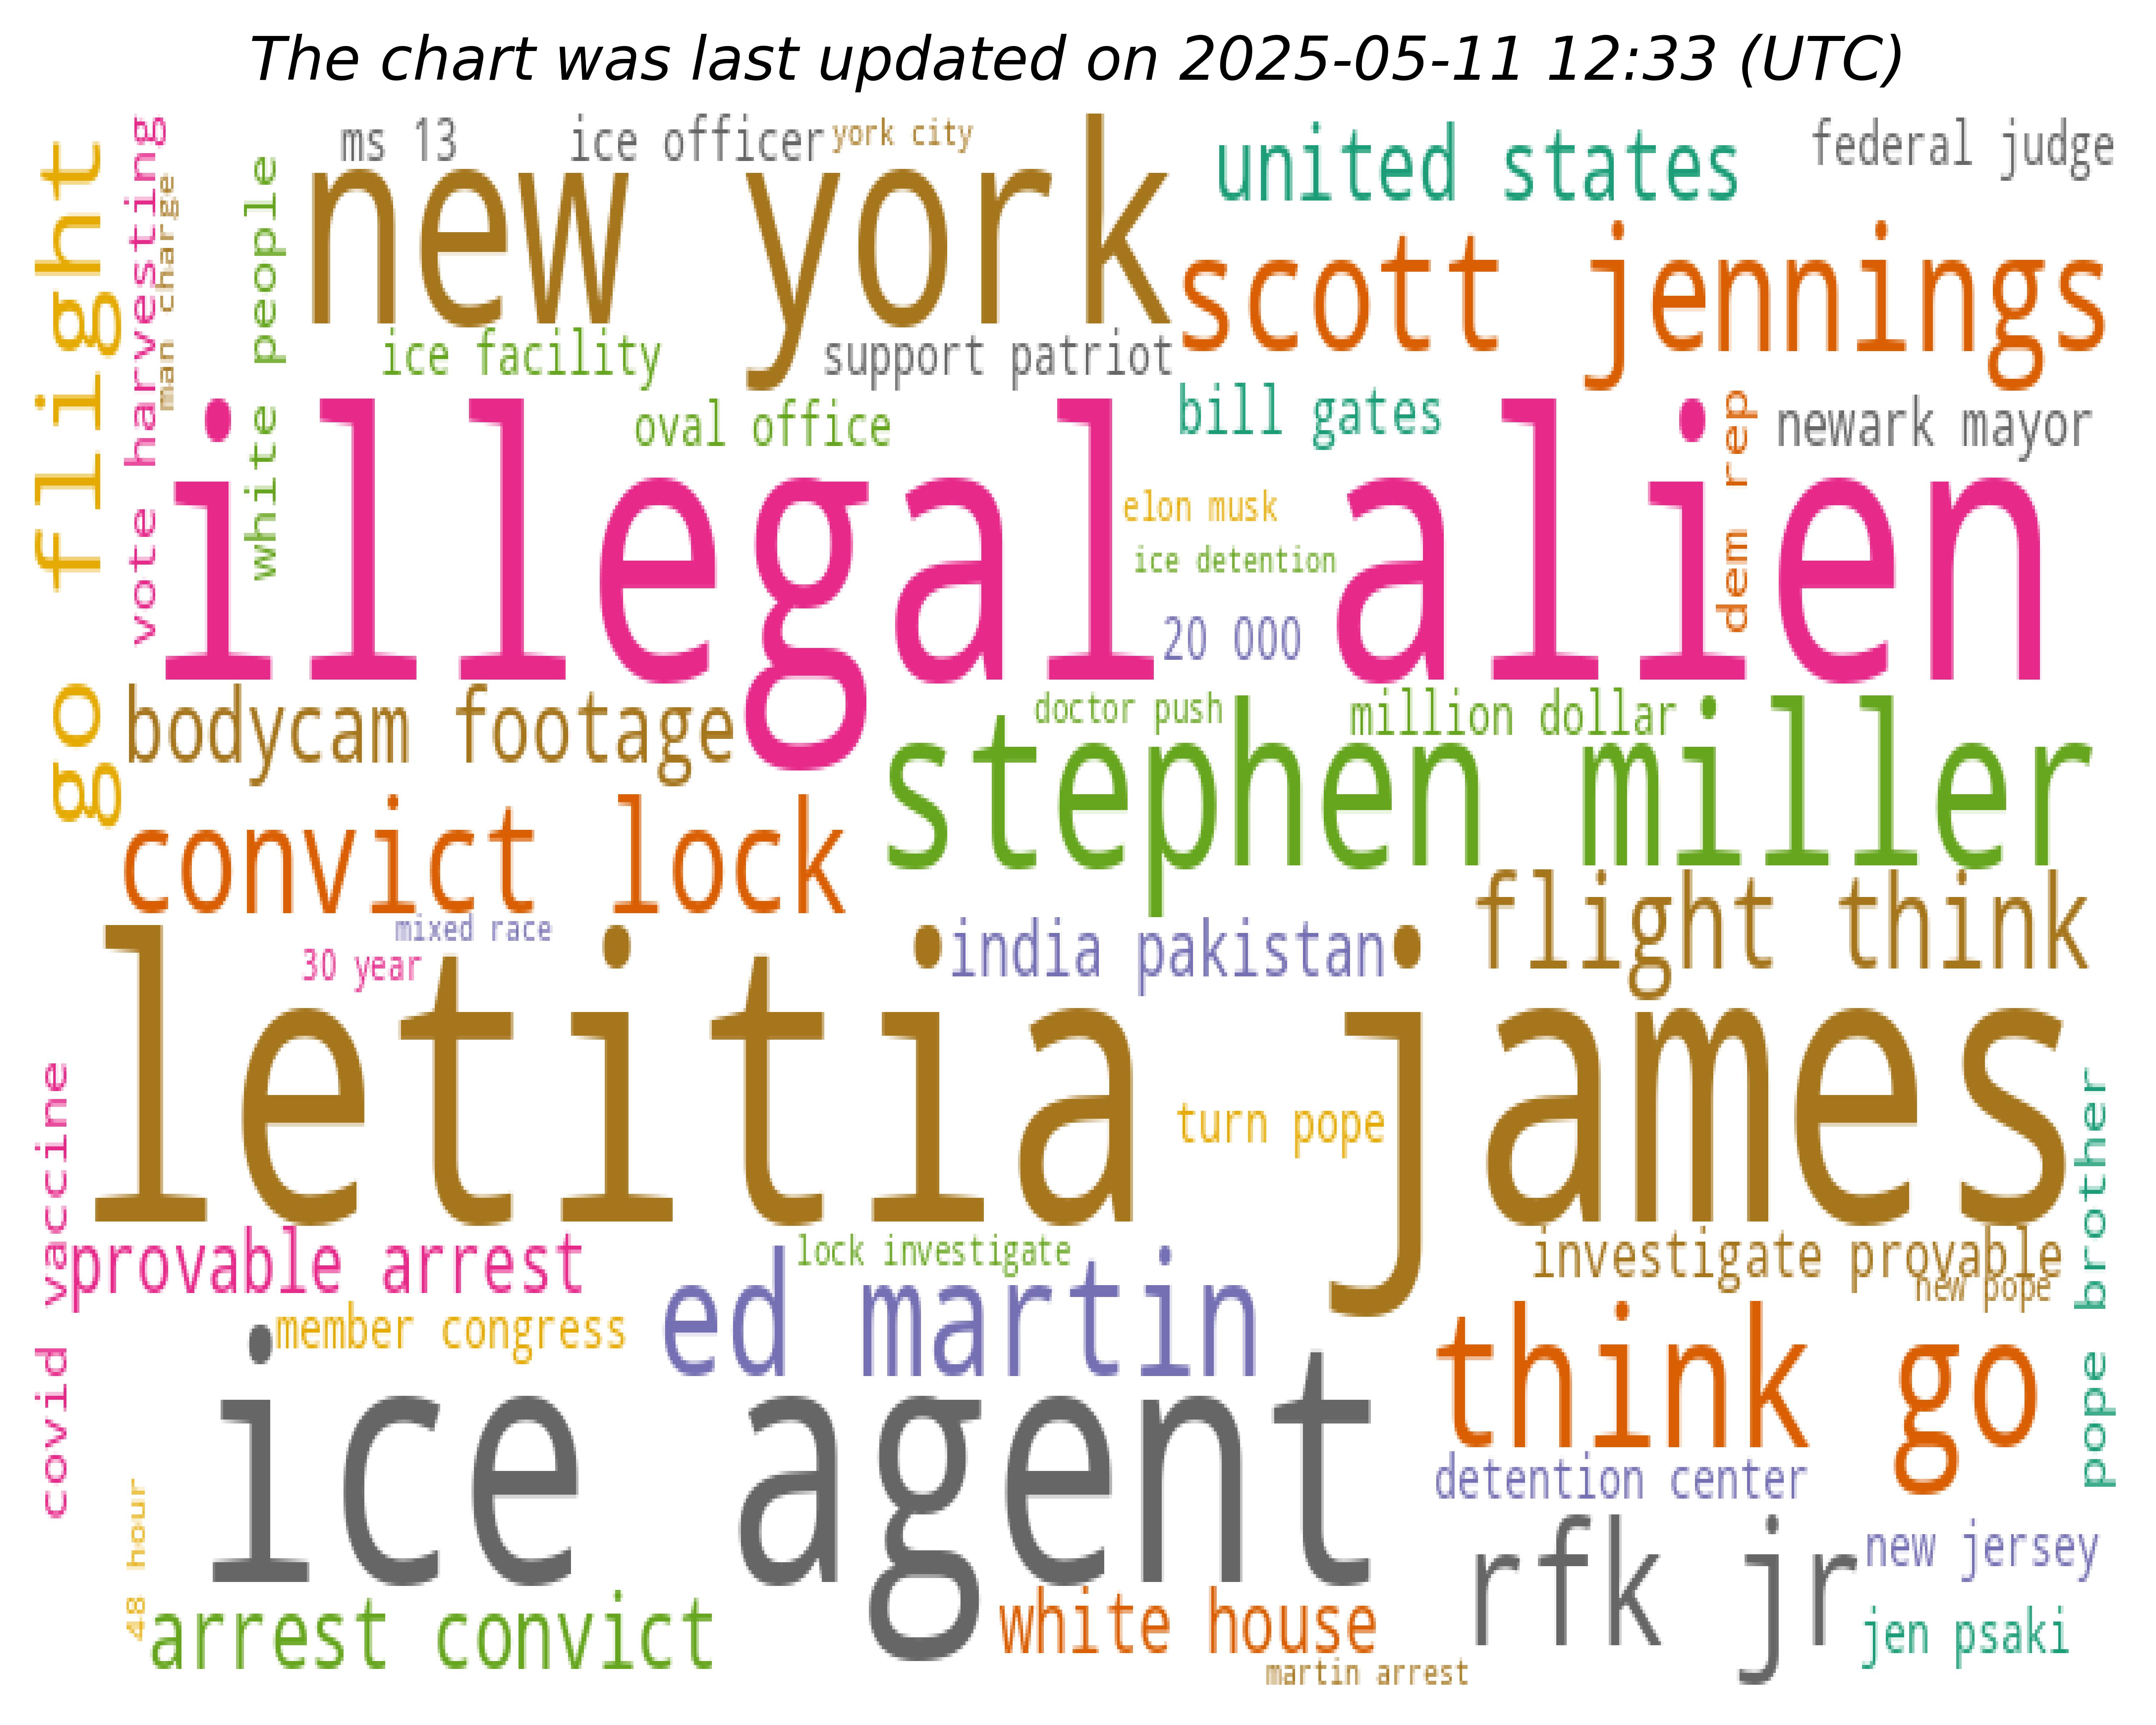 The chart was last updated on 2025-05-11 12:33 (UTC)
ms 13
ice officer
york city
united states
federal judge
go flight
vote harvesting
man charge
white people
new york
scott jennings
ice facility
support patriot
oval office
bill gates
dem rep
newark mayor
illegal alien
elon musk
ice detention
20 000
bodycam footage
doctor push
million dollar
stephen miller
convict lock
flight think
mixed race
30 year
india pakistan
letitia james
turn pope
covid vaccine
pope brother
provable arrest
lock investigate
investigate provable
new pope
member congress
ed martin
think go
ice agent
detention center
48 hour
rfk jr
new jersey
arrest convict
white house
jen psaki
martin arrest